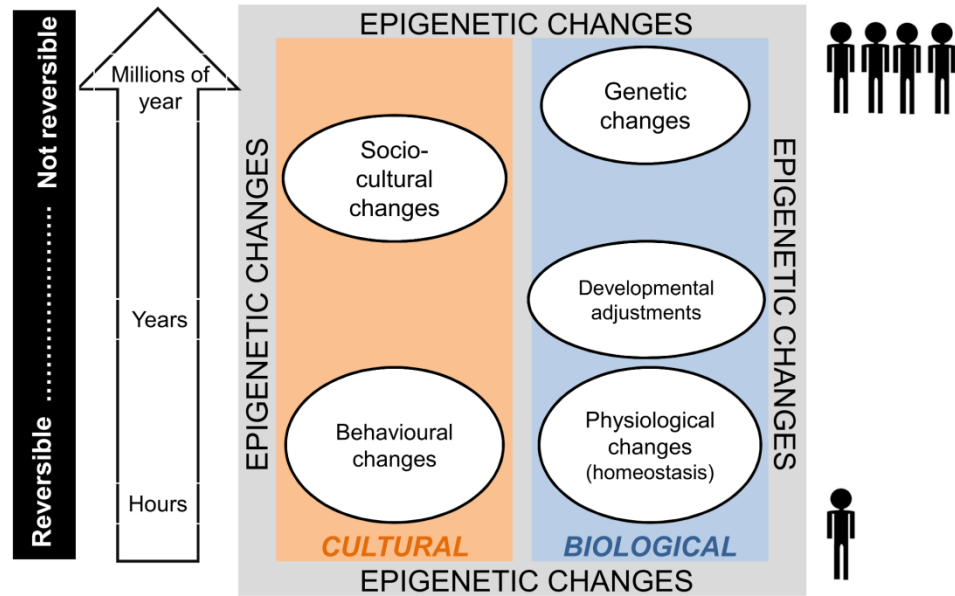 EPIGENETIC CHANGES
Not reversible
Reversible ......................
Millions of
year
Years
Hours
EPIGENETIC CHANGES
Socio-
cultural
changes
Behavioural
changes
CULTURAL
Genetic
changes
Developmental
adjustments
Physiological
changes
(homeostasis)
BIOLOGICAL
EPIGENETIC CHANGES
EPIGENETIC CHANGES